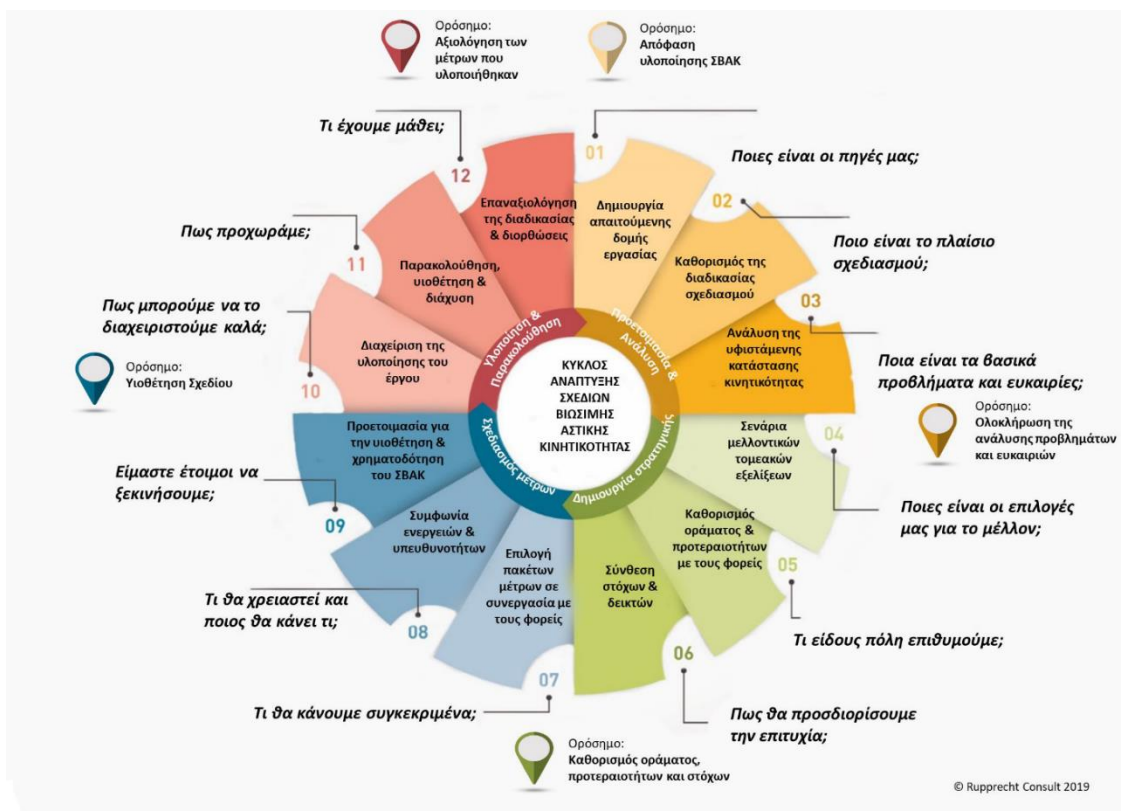 Ορόσημο:
Αξιολόγηση των
μέτρων που
υλοποιήθηκαν
Ορόσημο:
Απόφαση
υλοποίησης ΣΒΑΚ
Τι έχουμε μάθει;
Ποιες είναι οι πηγές μας;
Ποιο είναι το πλαίσιο
σχεδιασμού;
Ποια είναι τα βασικά
προβλήματα και ευκαιρίες;
Ορόσημο:
Ολοκλήρωση της
ανάλυσης προβλημάτων
και ευκαιριών
Ποιες είναι οι επιλογές
μας για το μέλλον;
Τι είδους πόλη επιθυμούμε;
Πως θα προσδιορίσουμε
την επιτυχία;
Ορόσημο:
Καθορισμός οράματος,
προτεραιοτήτων και στόχων
Τι θα κάνουμε συγκεκριμένα;
Τι θα χρειαστεί και
ποιος θα κάνει τι;
Είμαστε έτοιμοι να
ξεκινήσουμε;
Ορόσημο:
Υιοθέτηση Σχεδίου
Πως μπορούμε να το
διαχειριστούμε καλά;
Πως προχωράμε;
01
Δημιουργία
απαιτούμενης
δομής
εργασίας
02
Καθορισμός της
διαδικασίας
σχεδιασμού
03
Ανάλυση της
υφιστάμενης
κατάστασης
κινητικότητας
04
Σενάρια
μελλοντικών
τομεακών
εξελίξεων
05
Καθορισμός
οράματος &
προτεραιοτήτων
με τους φορείς
06
Σύνθεση
στόχων &
δεικτών
07
Επιλογή
πακέτων
μέτρων σε
συνεργασία με
τους φορείς
08
Συμφωνία
ενεργειών &
υπευθυνοτήτων
09
Προετοιμασία για
την υιοθέτηση &
χρηματοδότηση
του ΣΒΑΚ
10
Διαχείριση της
υλοποίησης του
έργου
11
Παρακολούθηση,
υιοθέτηση &
διάχυση
12
Επαναξιολόγηση
της διαδικασίας
& διορθώσεις
Προετοιμασία &
Ανάλυση
Δημιουργία στρατηγικής
Σχεδιασμός μέτρων
Υλοποίηση &
Παρακολούθηση
ΚΥΚΛΟΣ
ΑΝΑΠΤΥΞΗΣ
ΣΧΕΔΙΩΝ
ΒΙΩΣΙΜΗΣ
ΑΣΤΙΚΗΣ
ΚΙΝΗΤΙΚΟΤΗΤΑΣ
© Rupprecht Consult 2019